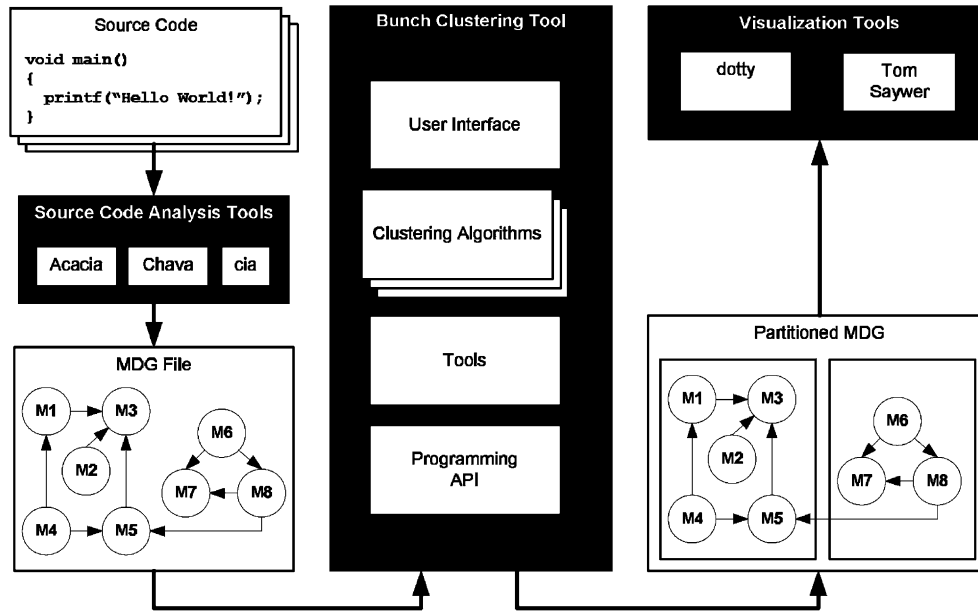 Source Code
void main()
{
printf(“Hello World!”);
}
Source Code Analysis Tools
Acacia
Chava
cia
MDG File
M1
M3
M2
M6
M7
M8
M4
M5
Bunch Clustering Tool
User Interface
Clustering Algorithms
Tools
Programming
API
Visualization Tools
dotty
Tom
Saywer
Partitioned MDG
M1
M3
M2
M6
M7
M8
M4
M5